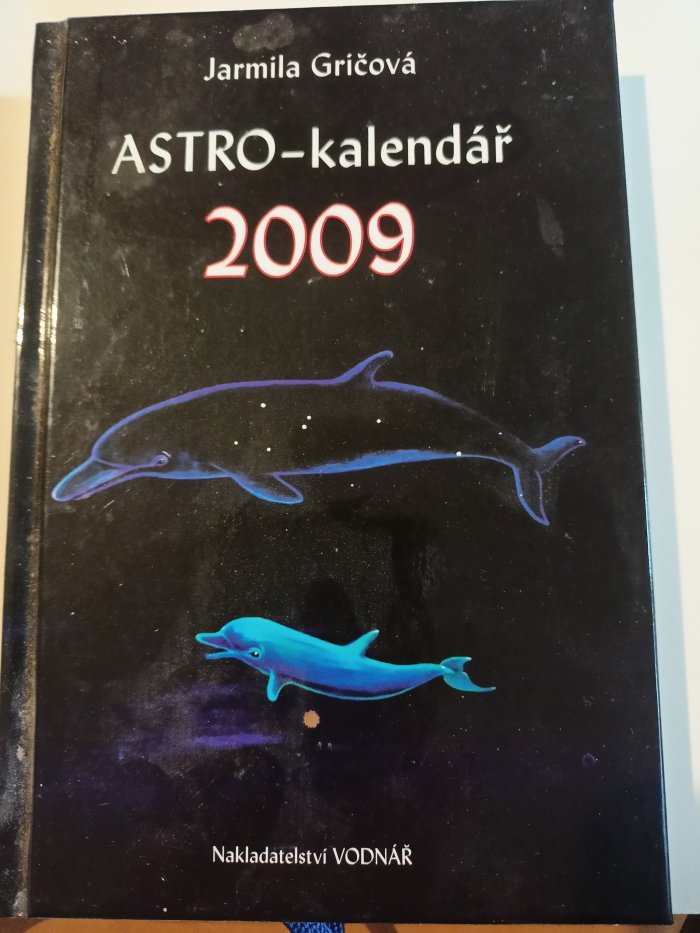 Jarmila Gričová
ASTRO-kalendář
2009
Nakladatelství VODNÁŘ